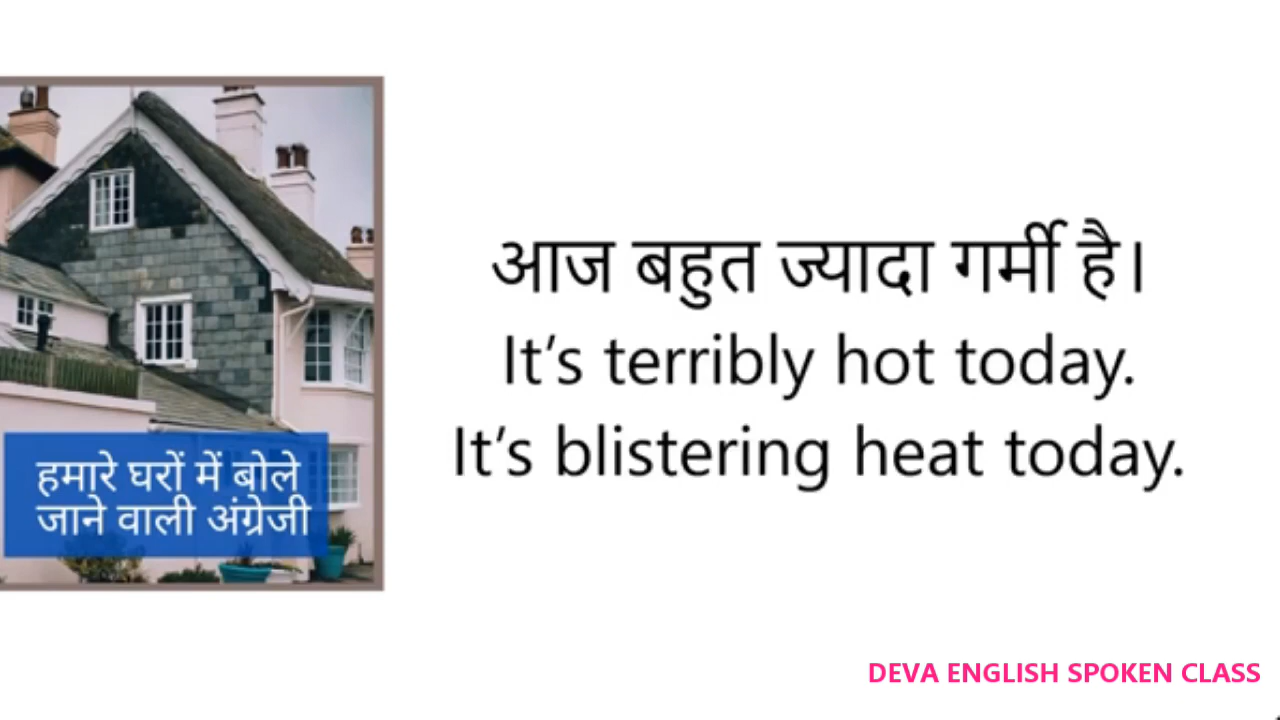 हमारे घरों में बोले
जाने वाली अंग्रेजी
आज बहुत ज्यादा गर्मी है।
It’s terribly hot today.
It’s blistering heat today.
DEVA ENGLISH SPOKEN CLASS